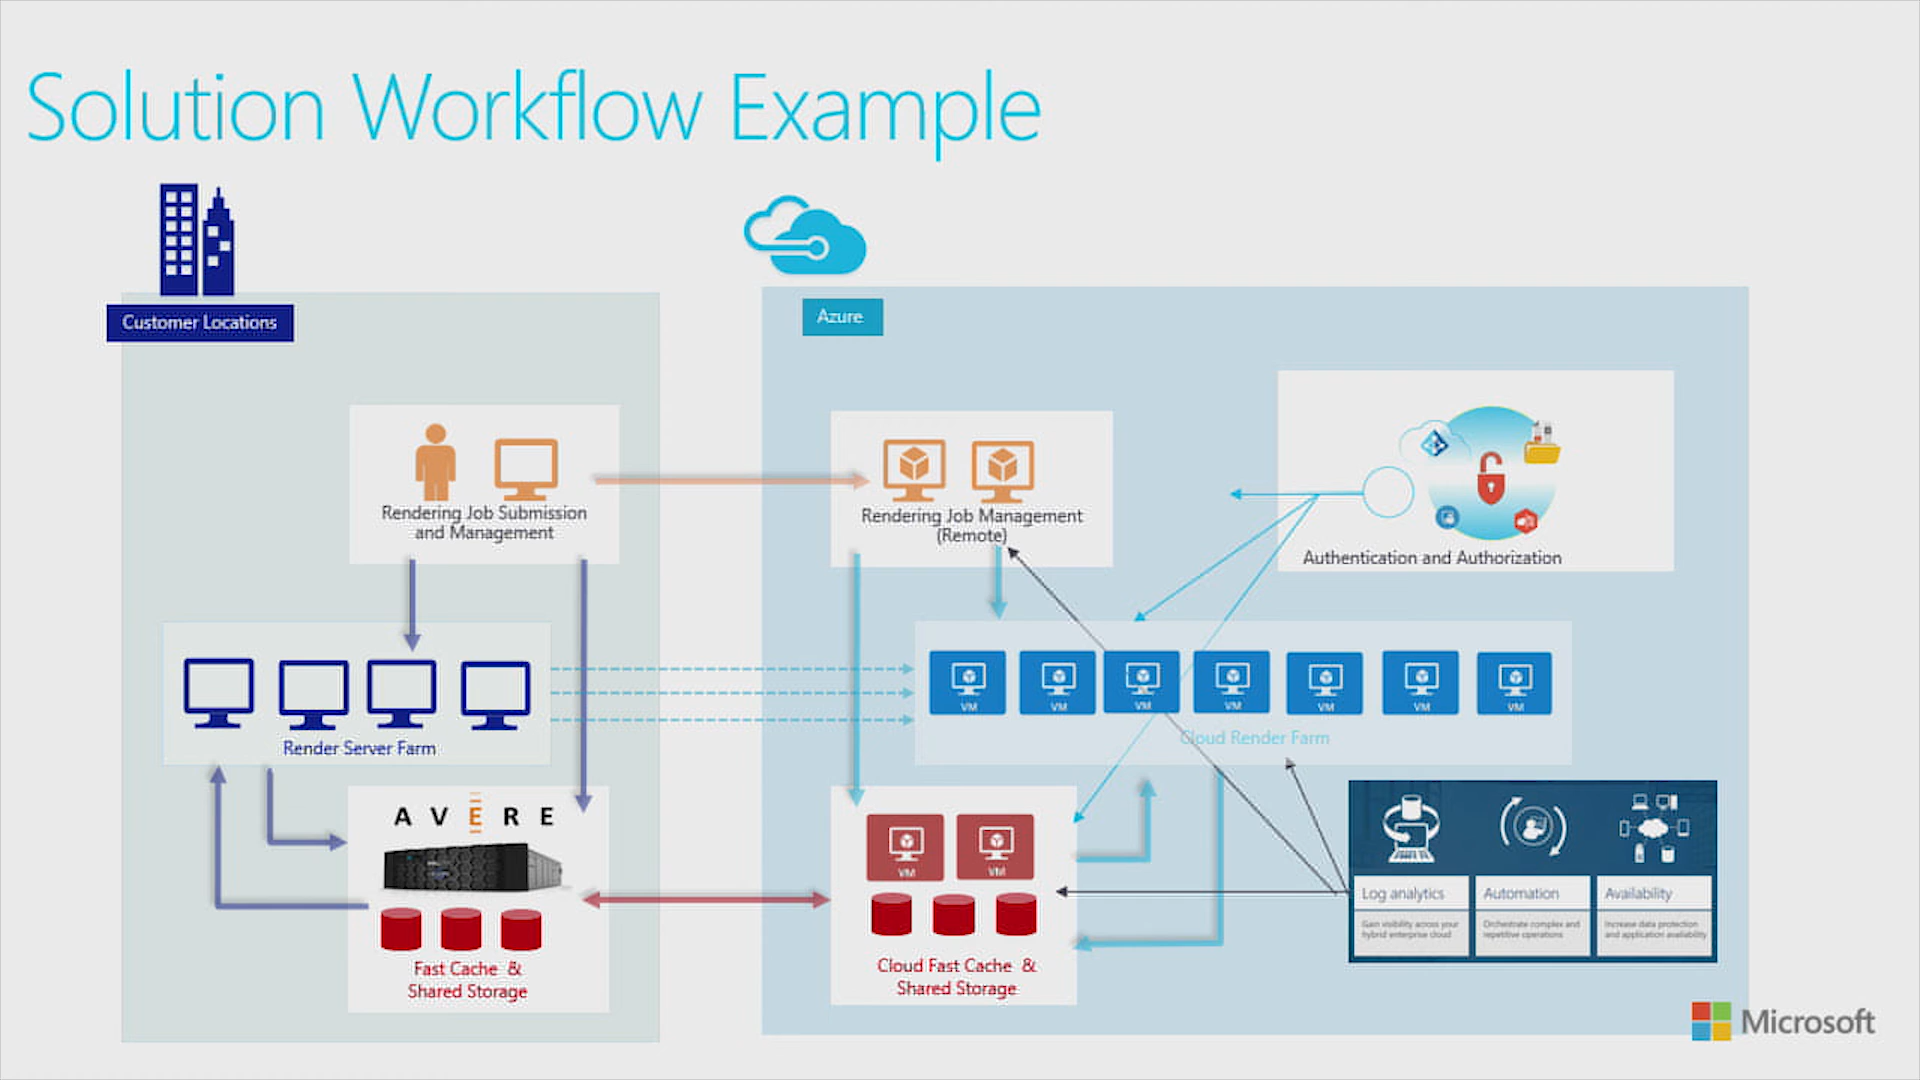 Solution Workflow Example
Customer Locations
Azure
Rendering Job Submission
and Management
Rendering Job Management
(Remote)
Authentication and Authorization
Render Server Farm
VM
VM
VM
VM
VM
VM
VM
Cloud Render Farm
AVERE
Fast Cache &
Shared Storage
VM
VM
Cloud Fast Cache &
Shared Storage
Log analytics
Gain visibility across your
hybrid enterprise cloud
Automation
Orchestrate complex and
repetitive operations
Availability
Increase data protection
and application availability
Microsoft